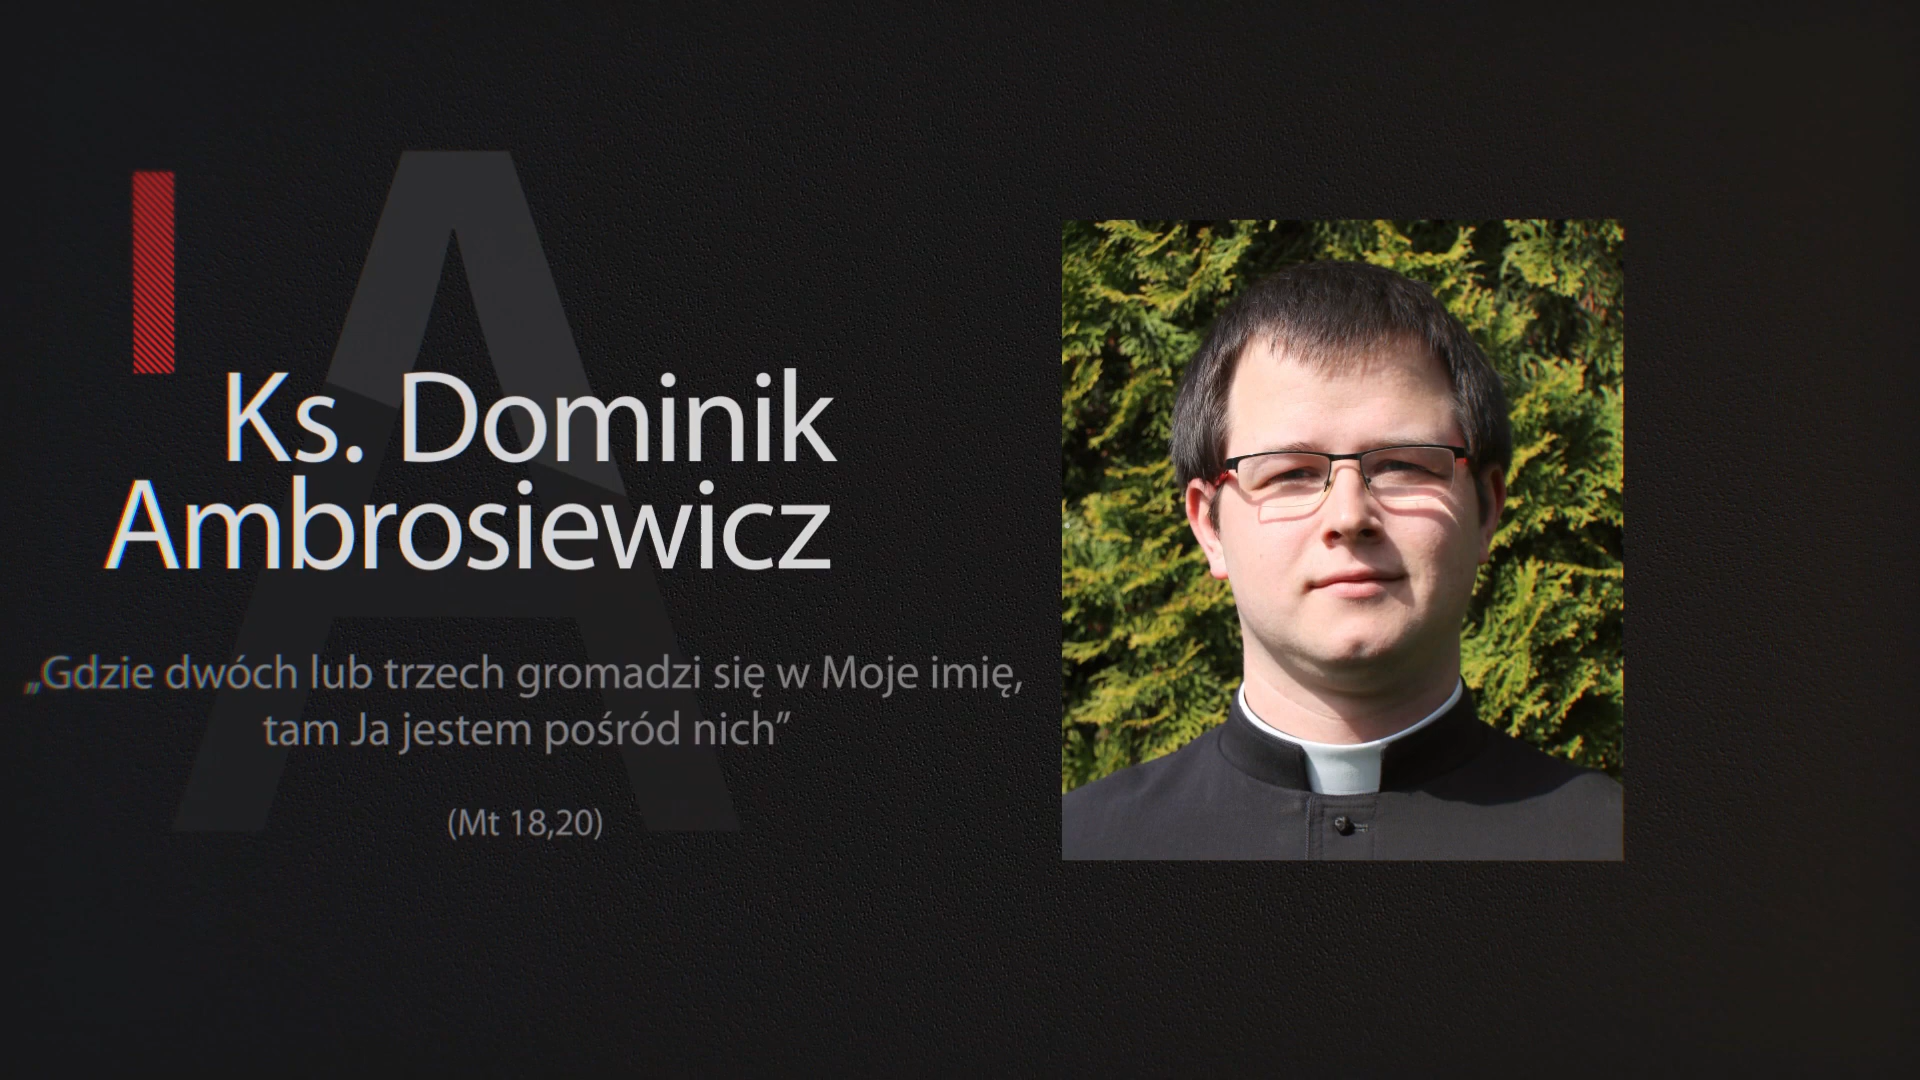 Ks. Dominik
Ambrosiewicz
„Gdzie dwóch lub trzech gromadzi się w Moje imię,
tam Ja jestem pośród nich”
(Mt 18,20)